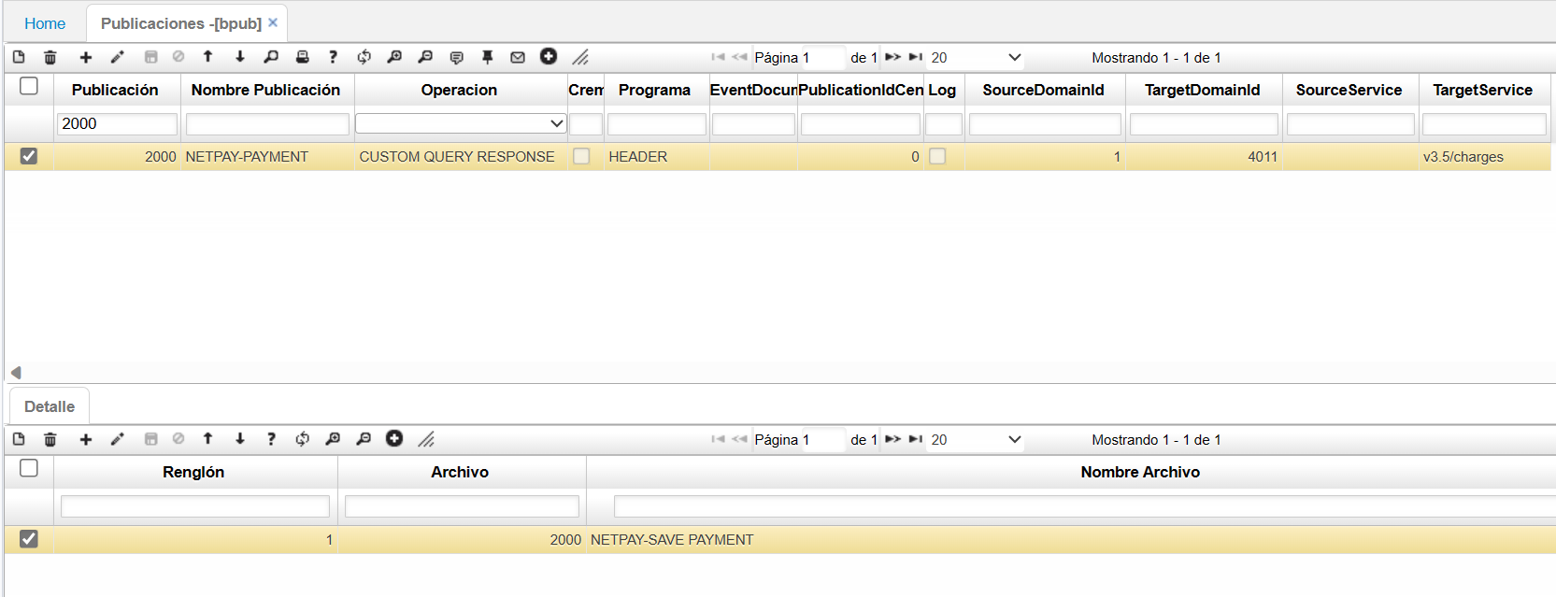 Home
Publicaciones -[bpub] ×
Página 1 de 1 20 Mostrando 1 - 1 de 1
Publicación Nombre Publicación Operacion Crem Programa EventDocum PublicationIdCen Log SourceDomainId TargetDomainId SourceService TargetService
2000
2000 NETPAY-PAYMENT CUSTOM QUERY RESPONSE HEADER 0 1 4011 v3.5/charges
Detalle
Página 1 de 1 20 Mostrando 1 - 1 de 1
Renglón Archivo Nombre Archivo
1 2000 NETPAY-SAVE PAYMENT